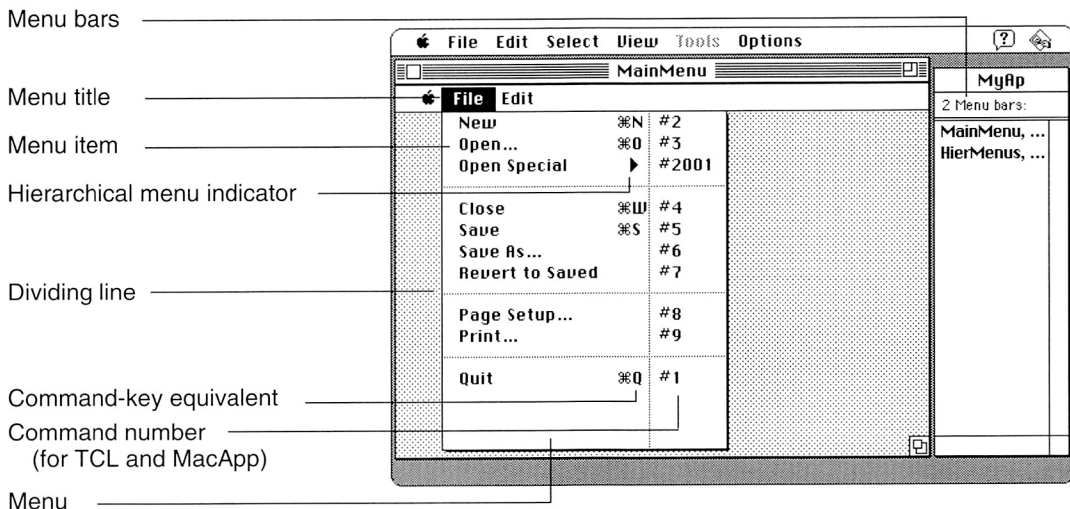 Menu bars
Menu title
Menu item
Hierarchical menu indicator
Dividing line
Command-key equivalent
Command number
(for TCL and MacApp)
Menu
File Edit Select View Tools Options
MainMenu
File Edit
New ⌘N #2
Open... ⌘O #3
Open Special ▶ #2001
Close ⌘W #4
Save ⌘S #5
Save As... #6
Revert to Saved #7
Page Setup... #8
Print... #9
Quit ⌘Q #1
MyAp
2 Menu bars:
MainMenu, ...
HierMenus, ...